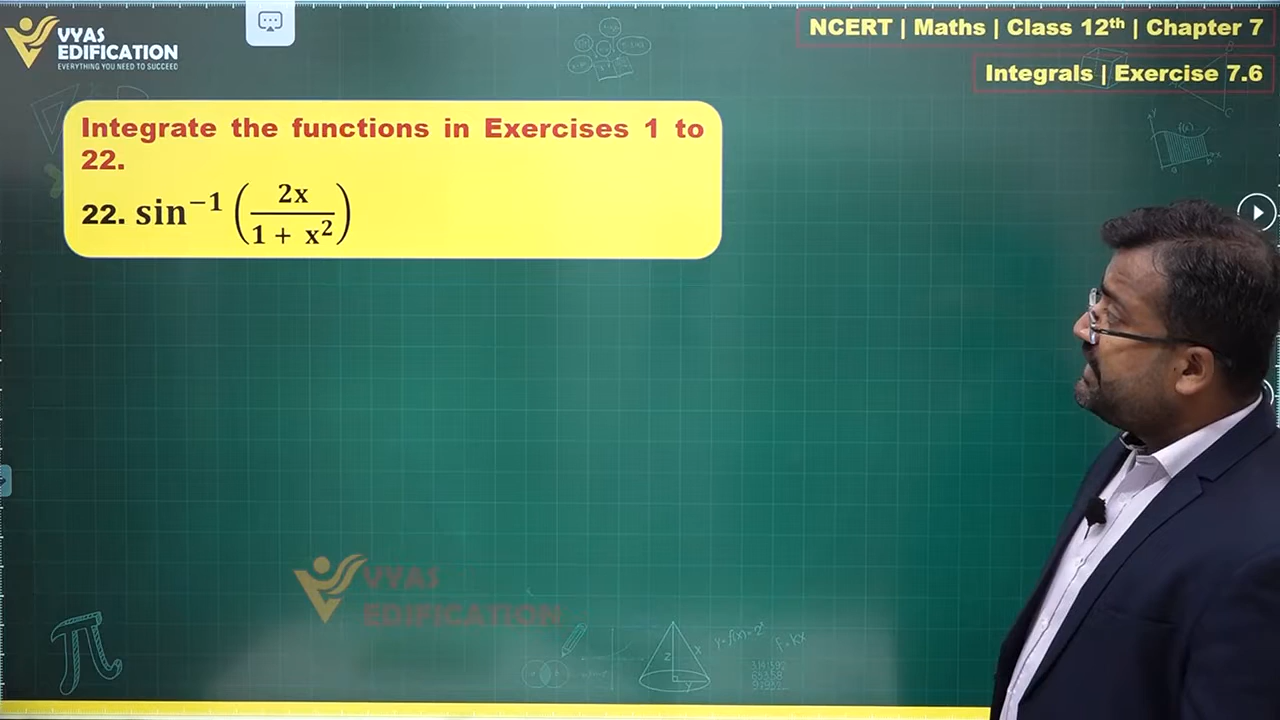 VYAS
EDIFICATION
EVERYTHING YOU NEED TO SUCCEED
NCERT | Maths | Class 12th | Chapter 7
Integrals | Exercise 7.6
Integrate the functions in Exercises 1 to
22.
22. sin⁻¹ (2x / 1 + x²)
VYAS
EDIFICATION